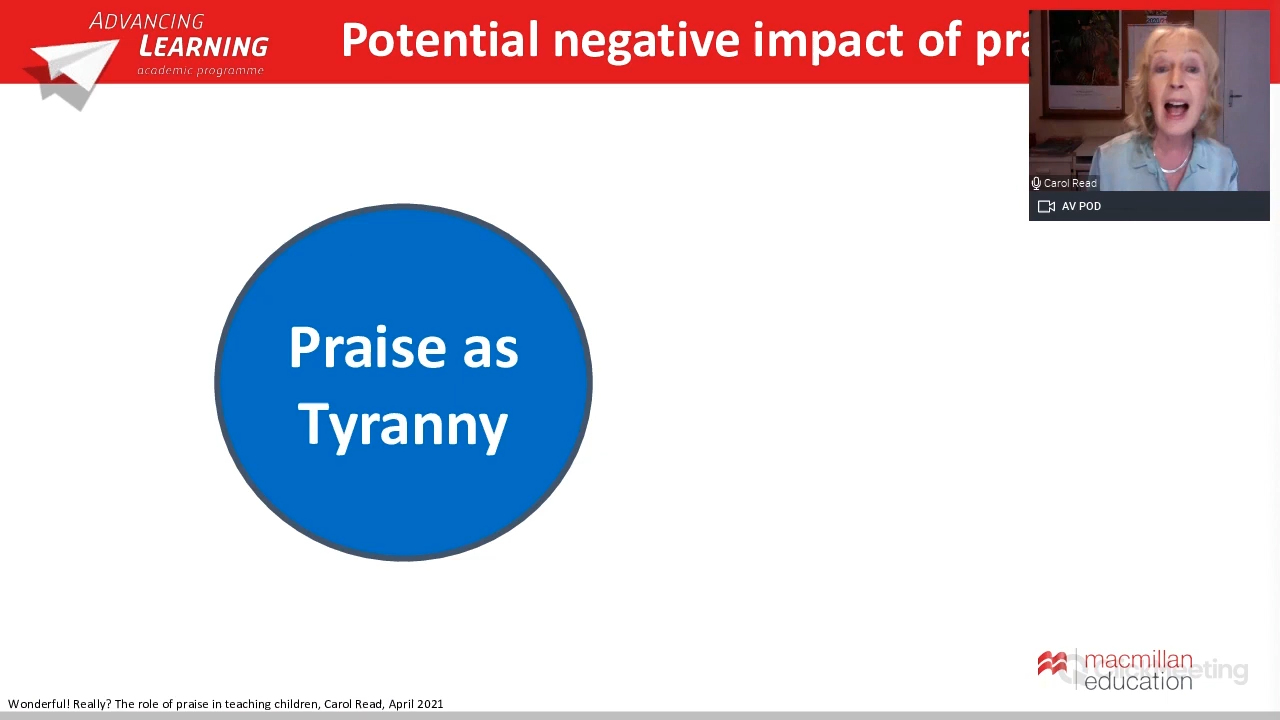 ADVANCING
LEARNING
academic programme
Potential negative impact of pra
Carol Read
AV POD
Praise as
Tyranny
macmillan
education
ClickMeeting
Wonderful! Really? The role of praise in teaching children, Carol Read, April 2021